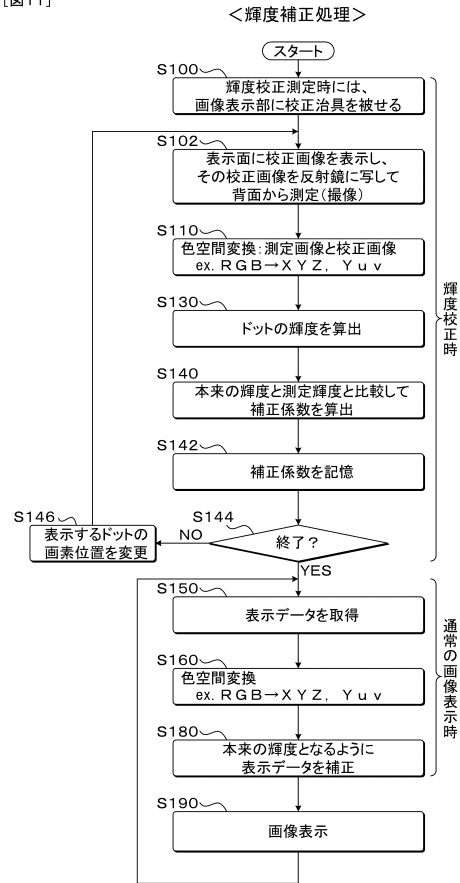 [図11]
＜輝度補正処理＞
スタート
S100
輝度校正測定時には、
画像表示部に校正治具を被せる
S102
表示面に校正画像を表示し、
その校正画像を反射鏡に写して
背面から測定(撮像)
S110
色空間変換:測定画像と校正画像
ex. RGB→XYZ, Yuv
S130
ドットの輝度を算出
S140
本来の輝度と測定輝度と比較して
補正係数を算出
S142
補正係数を記憶
S144
終了？
NO
YES
S146
表示するドットの
画素位置を変更
輝度校正時
S150
表示データを取得
S160
色空間変換
ex. RGB→XYZ, Yuv
S180
本来の輝度となるように
表示データを補正
通常の画像表示時
S190
画像表示